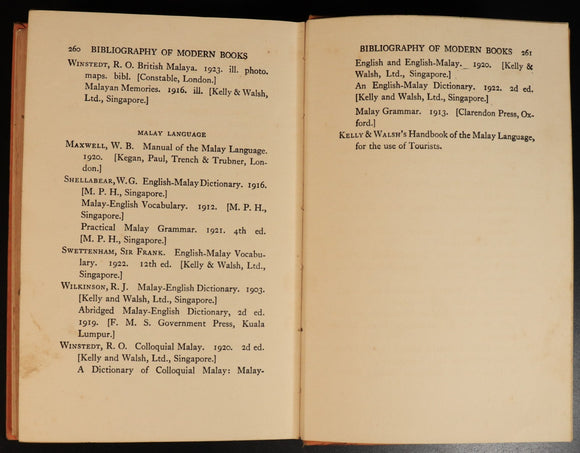 260 BIBLIOGRAPHY OF MODERN BOOKS
WINSTEDT, R. O. British Malaya. 1923. ill. photo.
maps. bibl. [Constable, London.]
Malayan Memories. 1916. ill. [Kelly & Walsh,
Ltd., Singapore.]
MALAY LANGUAGE
MAXWELL, W. B. Manual of the Malay Language.
1920. [Kegan, Paul, Trench & Trubner, Lon-
don.]
SHELLABEAR, W.G. English-Malay Dictionary. 1916.
[M. P. H., Singapore.]
Malay-English Vocabulary. 1912. [M. P. H.,
Singapore.]
Practical Malay Grammar. 1921. 4th ed.
[M. P. H., Singapore.]
SWETTENHAM, SIR FRANK. English-Malay Vocabu-
lary. 1922. 12th ed. [Kelly & Walsh, Ltd.,
Singapore.]
WILKINSON, R. J. Malay-English Dictionary. 1903.
[Kelly and Walsh, Ltd., Singapore.]
Abridged Malay-English Dictionary, 2d ed.
1919. [F. M. S. Government Press, Kuala
Lumpur.]
WINSTEDT, R. O. Colloquial Malay. 1920. 2d ed.
[Kelly and Walsh, Ltd., Singapore.]
A Dictionary of Colloquial Malay: Malay-
BIBLIOGRAPHY OF MODERN BOOKS 261
English and English-Malay. 1920. [Kelly &
Walsh, Ltd., Singapore.]
An English-Malay Dictionary. 1922. 2d ed.
[Kelly and Walsh, Ltd., Singapore.]
Malay Grammar. 1913. [Clarendon Press, Ox-
ford.]
KELLY & WALSH'S Handbook of the Malay Language,
for the use of Tourists.